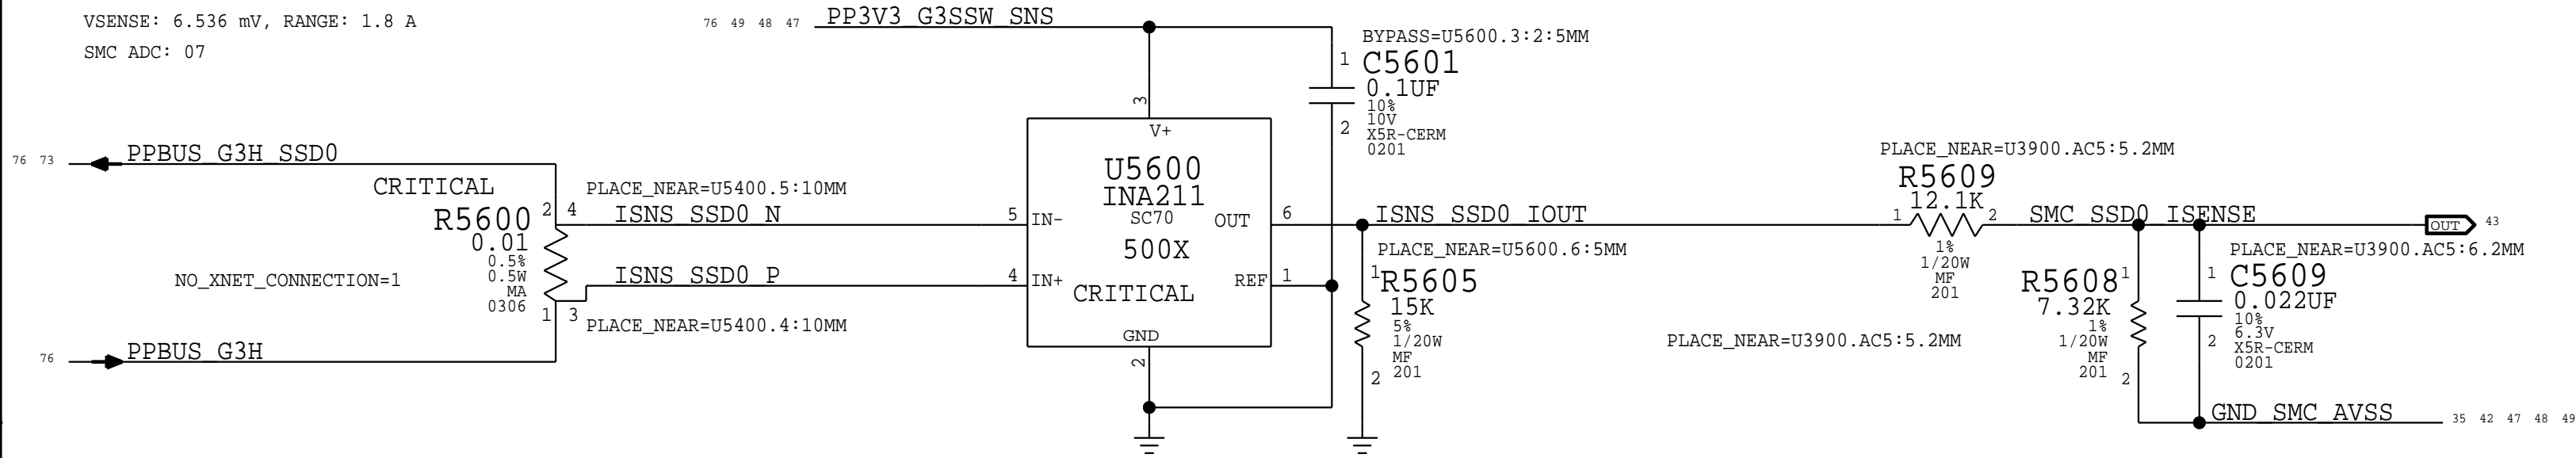 VSENSE: 6.536 mV, RANGE: 1.8 A
SMC ADC: 07
76 49 48 47 PP3V3_G3SSW_SNS
BYPASS=U5600.3:2:5MM
1 C5601
0.1UF
10%
10V
2 X5R-CERM
0201
3
V+
76 73 PPBUS_G3H_SSD0
CRITICAL
R5600
0.01
0.5%
0.5W
MA
0306
2 4
1 3
NO_XNET_CONNECTION=1
PLACE_NEAR=U5400.5:10MM
ISNS_SSD0_N
ISNS_SSD0_P
PLACE_NEAR=U5400.4:10MM
76 PPBUS_G3H
U5600
INA211
SC70
500X
CRITICAL
5 IN-
4 IN+
OUT 6
REF 1
GND
2
ISNS_SSD0_IOUT
PLACE_NEAR=U5600.6:5MM
1 R5605
15K
5%
1/20W
MF
201
2
PLACE_NEAR=U3900.AC5:5.2MM
R5609
12.1K
1 2
1%
1/20W
MF
201
SMC_SSD0_ISENSE
OUT 43
PLACE_NEAR=U3900.AC5:6.2MM
PLACE_NEAR=U3900.AC5:5.2MM
R5608 1
7.32K
1%
1/20W
MF
201 2
1 C5609
0.022UF
10%
6.3V
2 X5R-CERM
0201
GND_SMC_AVSS 35 42 47 48 49